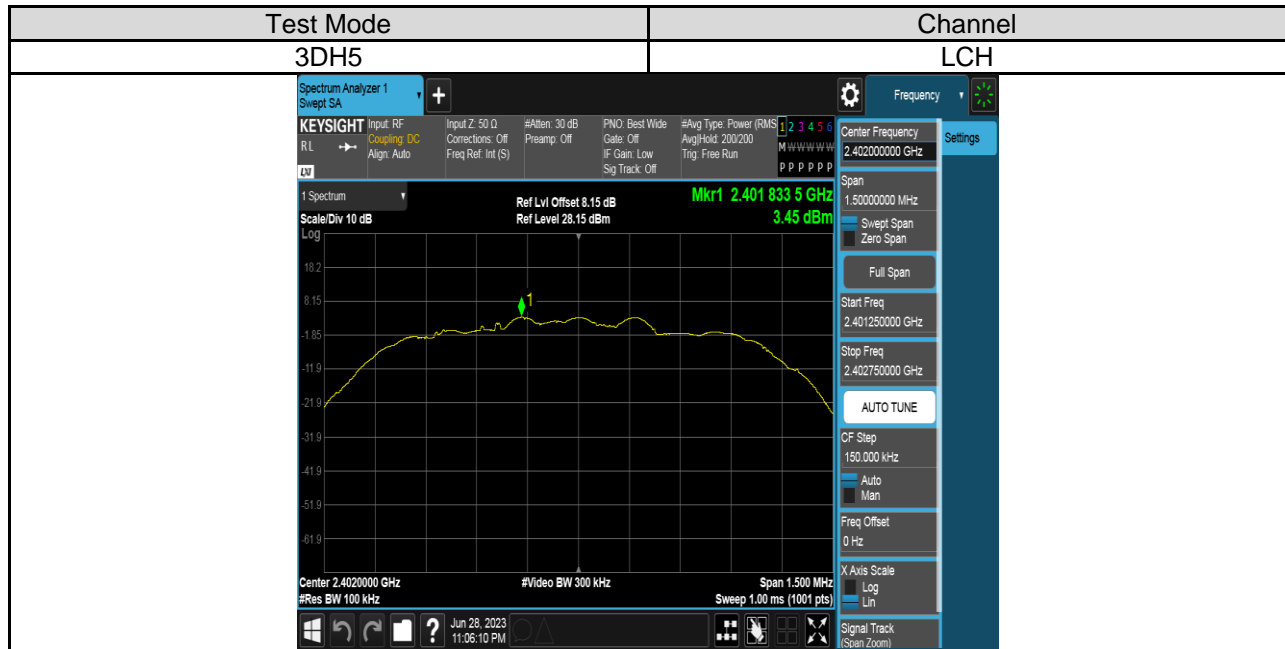 Test Mode Channel
3DH5 LCH
Spectrum Analyzer 1
Swept SA
Frequency
KEYSIGHT
RL
LXI
Input: RF
Coupling: DC
Align: Auto
Input Z: 50 Ω
Corrections: Off
Freq Ref: Int (S)
#Atten: 30 dB
Preamp: Off
PNO: Best Wide
Gate: Off
IF Gain: Low
Sig Track: Off
#Avg Type: Power (RMS
Avg|Hold: 200/200
Trig: Free Run
1 2 3 4 5 6
M W W W W W
P P P P P P
1 Spectrum
Scale/Div 10 dB
Ref Lvl Offset 8.15 dB
Ref Level 28.15 dBm
Mkr1 2.401 833 5 GHz
3.45 dBm
Log
18.2
8.15
-1.85
-11.9
-21.9
-31.9
-41.9
-51.9
-61.9
1
Center 2.4020000 GHz
#Res BW 100 kHz
#Video BW 300 kHz
Span 1.500 MHz
Sweep 1.00 ms (1001 pts)
?
Jun 28, 2023
11:06:10 PM
Center Frequency
2.402000000 GHz
Settings
Span
1.50000000 MHz
Swept Span
Zero Span
Full Span
Start Freq
2.401250000 GHz
Stop Freq
2.402750000 GHz
AUTO TUNE
CF Step
150.000 kHz
Auto
Man
Freq Offset
0 Hz
X Axis Scale
Log
Lin
Signal Track
(Span Zoom)